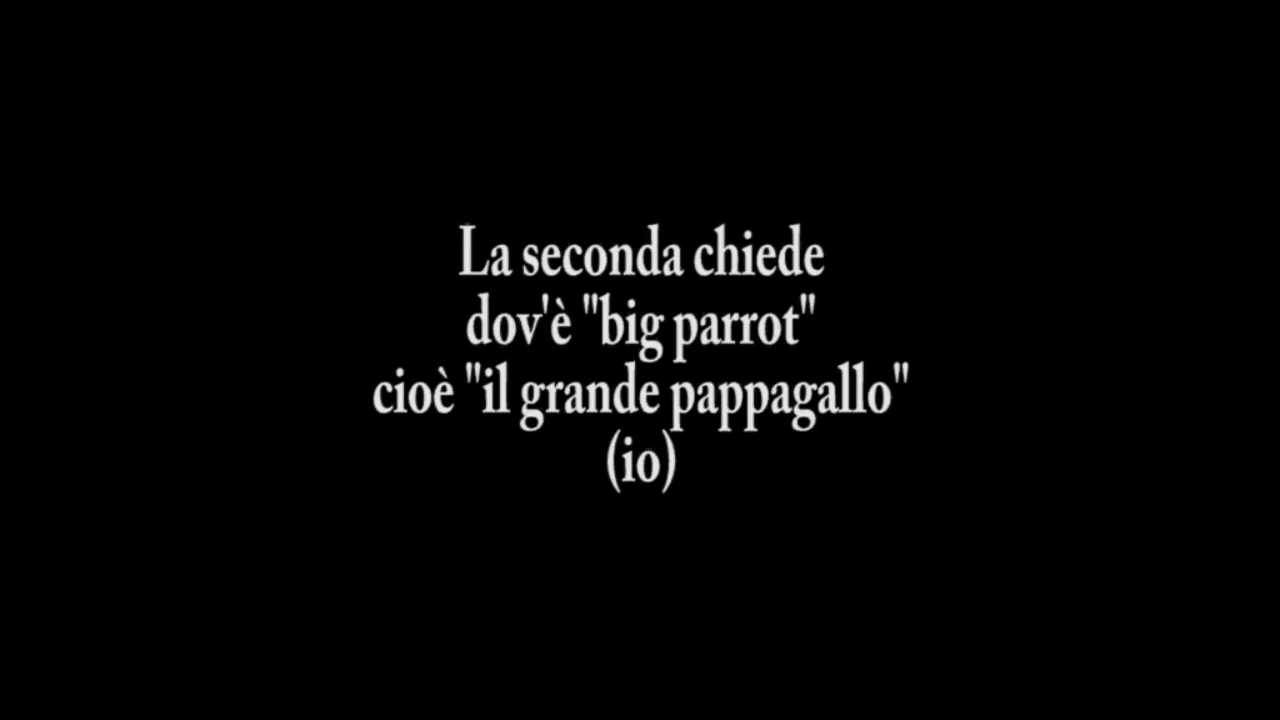 La seconda chiede
dov'è "big parrot"
cioè "il grande pappagallo"
(io)